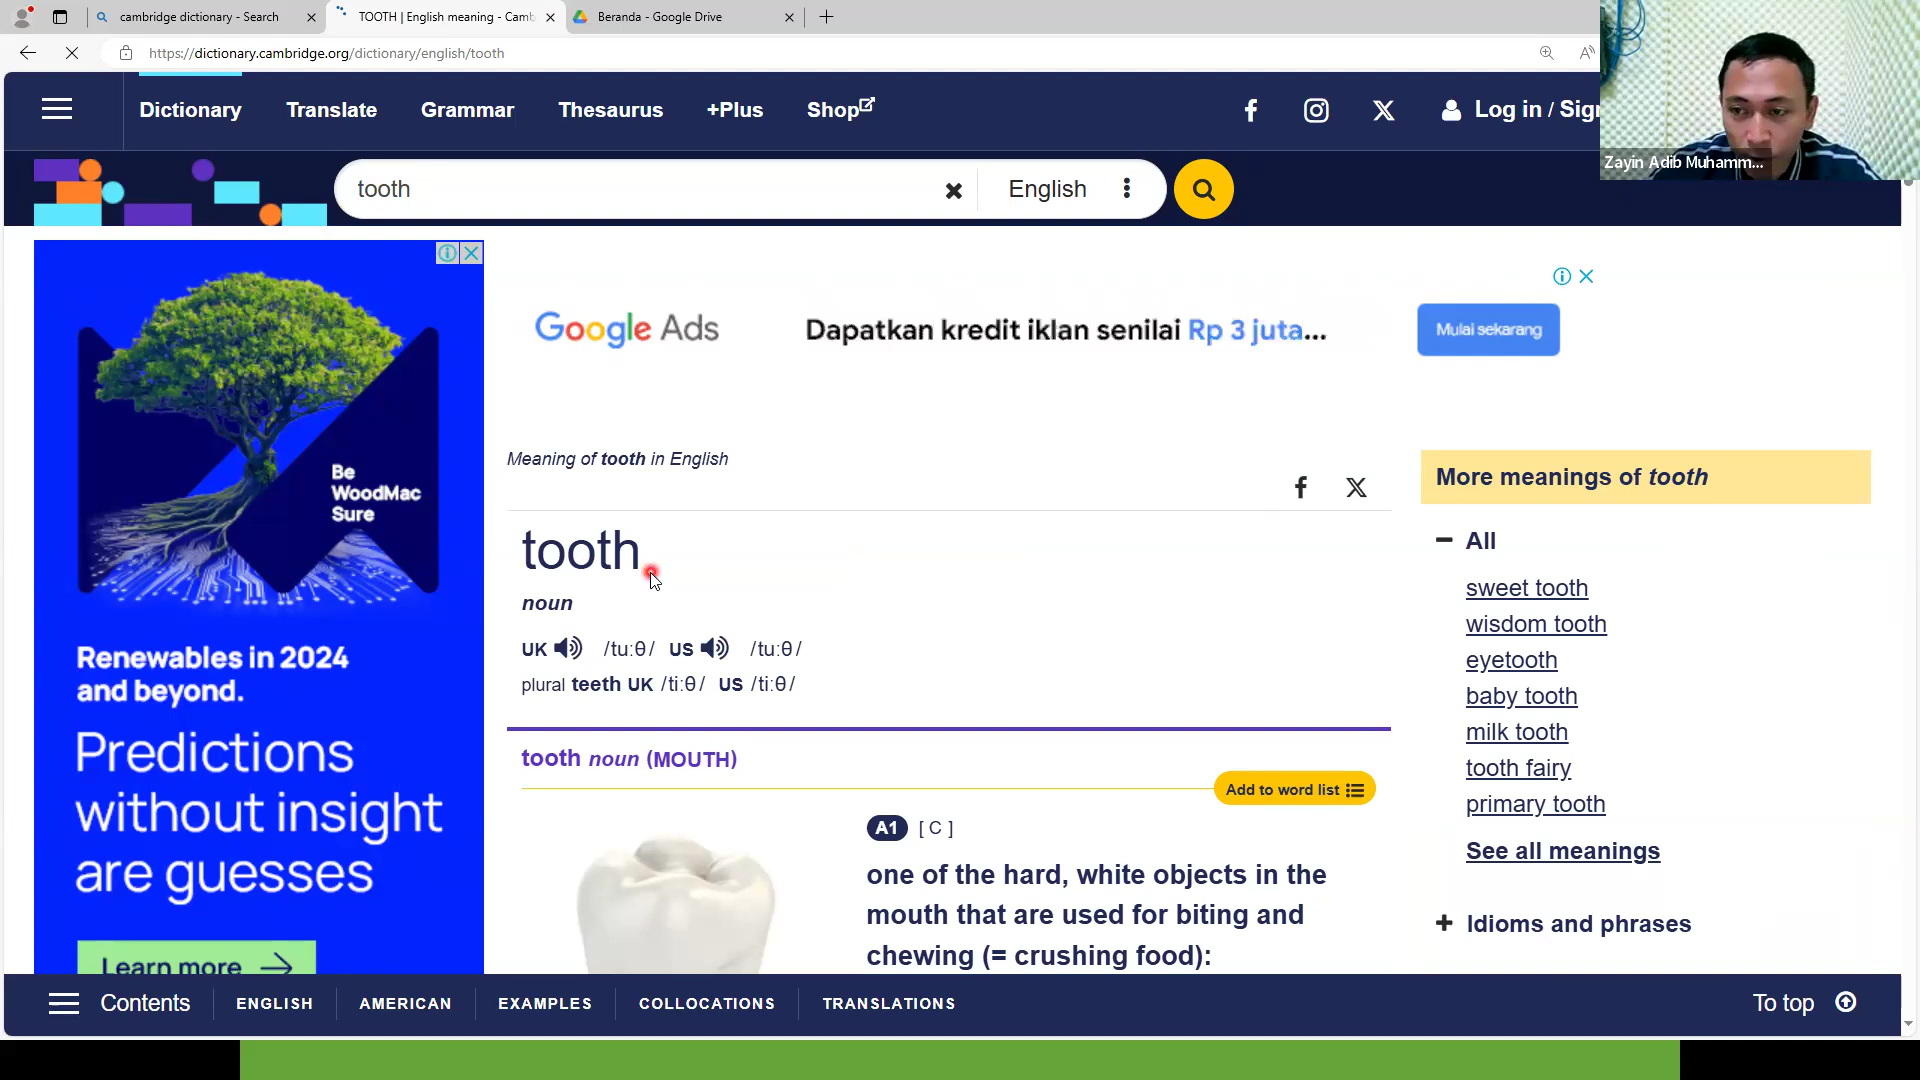 cambridge dictionary - Search
TOOTH | English meaning - Camb
Beranda - Google Drive
https://dictionary.cambridge.org/dictionary/english/tooth
Dictionary
Translate
Grammar
Thesaurus
+Plus
Shop
Log in / Sign
Zayin Adib Muhamm...
tooth
English
Google Ads
Dapatkan kredit iklan senilai Rp 3 juta...
Mulai sekarang
Be
WoodMac
Sure
Renewables in 2024
and beyond.
Predictions
without insight
are guesses
Learn more
Meaning of tooth in English
tooth
noun
UK /tuːθ/ US /tuːθ/
plural teeth UK /tiːθ/ US /tiːθ/
tooth noun (MOUTH)
Add to word list
A1 [ C ]
one of the hard, white objects in the
mouth that are used for biting and
chewing (= crushing food):
More meanings of tooth
All
sweet tooth
wisdom tooth
eyetooth
baby tooth
milk tooth
tooth fairy
primary tooth
See all meanings
Idioms and phrases
Contents
ENGLISH
AMERICAN
EXAMPLES
COLLOCATIONS
TRANSLATIONS
To top